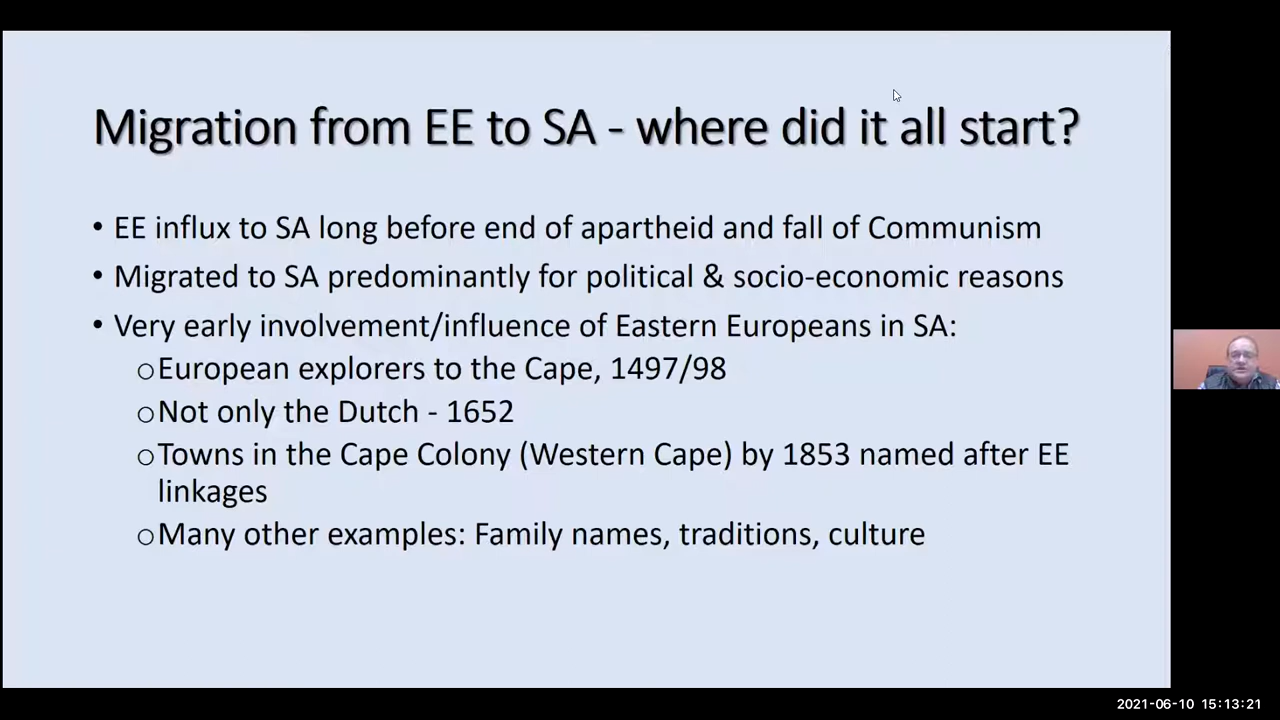 Migration from EE to SA - where did it all start?
• EE influx to SA long before end of apartheid and fall of Communism
• Migrated to SA predominantly for political & socio-economic reasons
• Very early involvement/influence of Eastern Europeans in SA:
o European explorers to the Cape, 1497/98
o Not only the Dutch - 1652
o Towns in the Cape Colony (Western Cape) by 1853 named after EE
linkages
o Many other examples: Family names, traditions, culture
2021-06-10 15:13:21